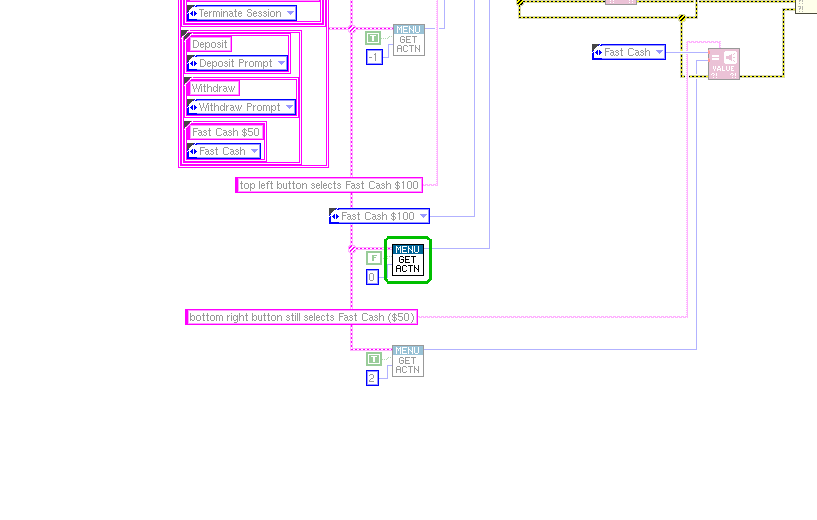 Terminate Session
MENU
GET
ACTN
T
-1
Deposit
Deposit Prompt
Withdraw
Withdraw Prompt
Fast Cash $50
Fast Cash
Fast Cash
=
VALUE
?!
?!
?!
top left button selects Fast Cash $100
Fast Cash $100
MENU
GET
ACTN
F
0
bottom right button still selects Fast Cash ($50)
MENU
GET
ACTN
T
2